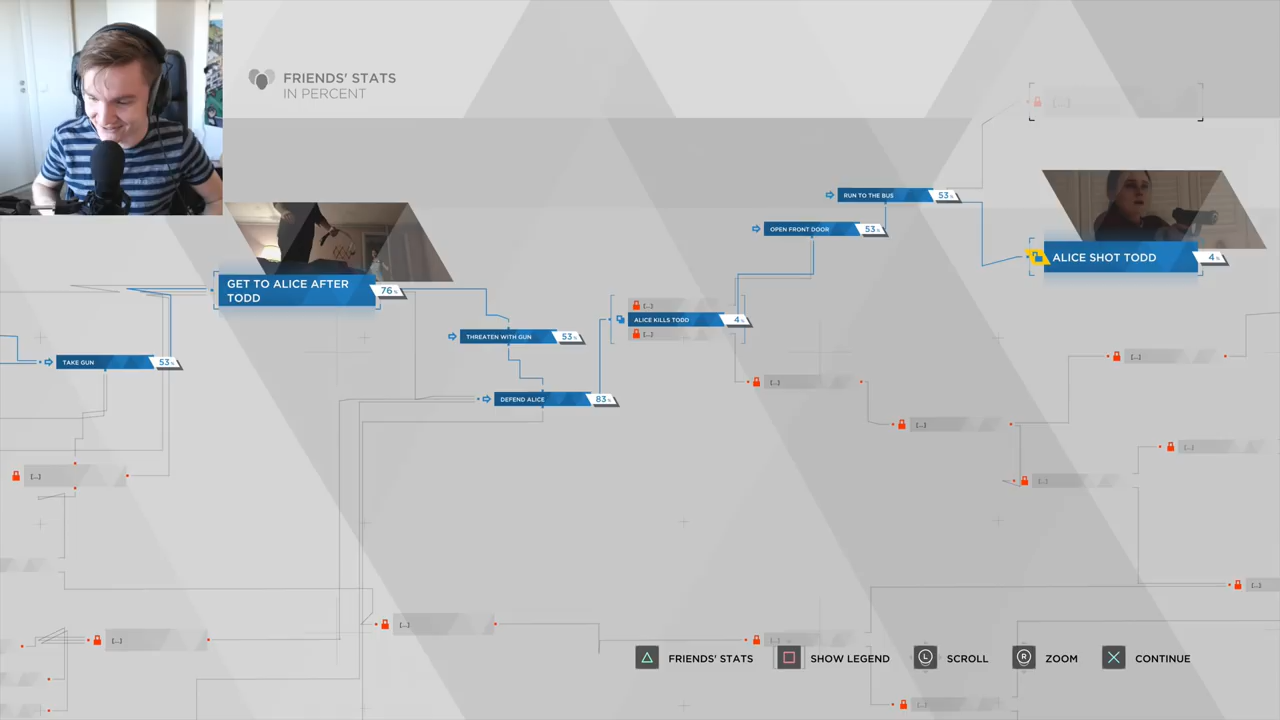 FRIENDS' STATS
IN PERCENT
[...]
RUN TO THE BUS 53%
OPEN FRONT DOOR 53%
ALICE SHOT TODD 4%
GET TO ALICE AFTER
TODD 76%
[...]
ALICE KILLS TODD 4%
[...]
THREATEN WITH GUN 53%
TAKE GUN 53%
[...]
[...]
DEFEND ALICE 83%
[...]
[...]
[...]
[...]
[...]
[...]
[...]
[...]
[...]
FRIENDS' STATS
SHOW LEGEND
L SCROLL
R ZOOM
CONTINUE
[...]